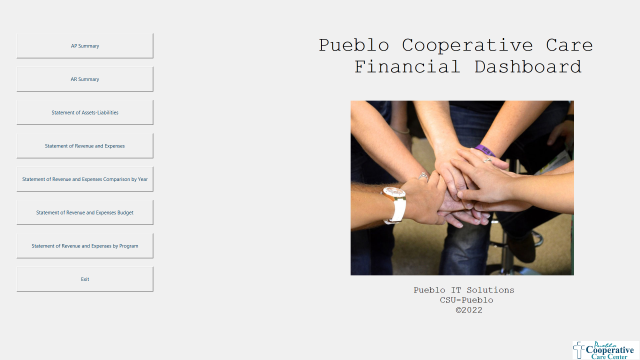 Pueblo Cooperative Care
Financial Dashboard
AP Summary
AR Summary
Statement of Assets-Liabilities
Statement of Revenue and Expenses
Statement of Revenue and Expenses Comparison by Year
Statement of Revenue and Expenses Budget
Statement of Revenue and Expenses by Program
Exit
Pueblo IT Solutions
CSU-Pueblo
©2022
Pueblo
Cooperative
Care Center